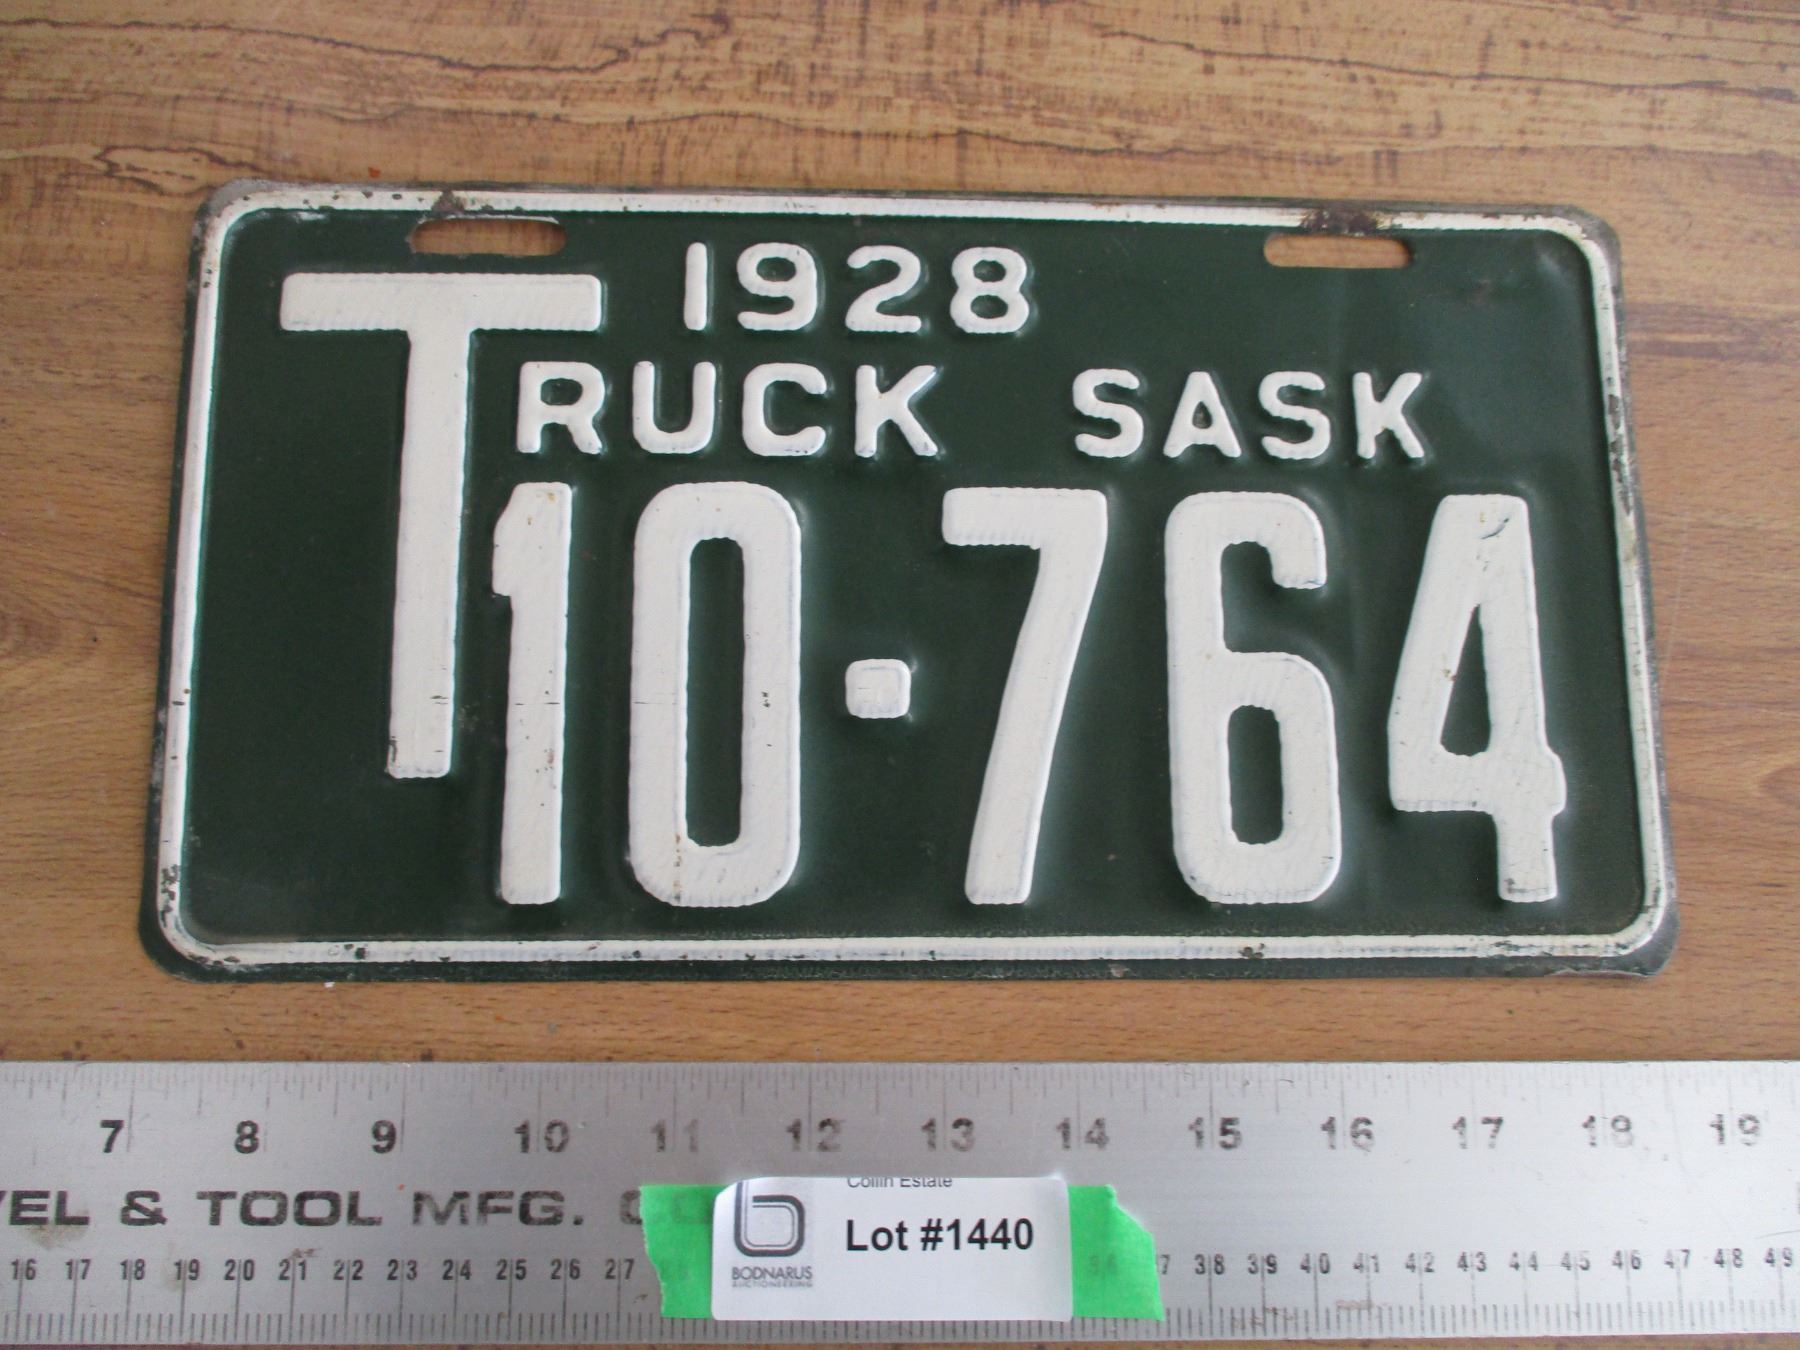 1928
TRUCK SASK
10-764
7 8 9 10 11 12 13 14 15 16 17 18 19
& TOOL MFG.
Collin Estate
Lot #1440
BODNARUS
AUCTIONEERING
16 17 18 19 20 21 22 23 24 25 26 27 38 39 40 41 42 43 44 45 46 47 48 49